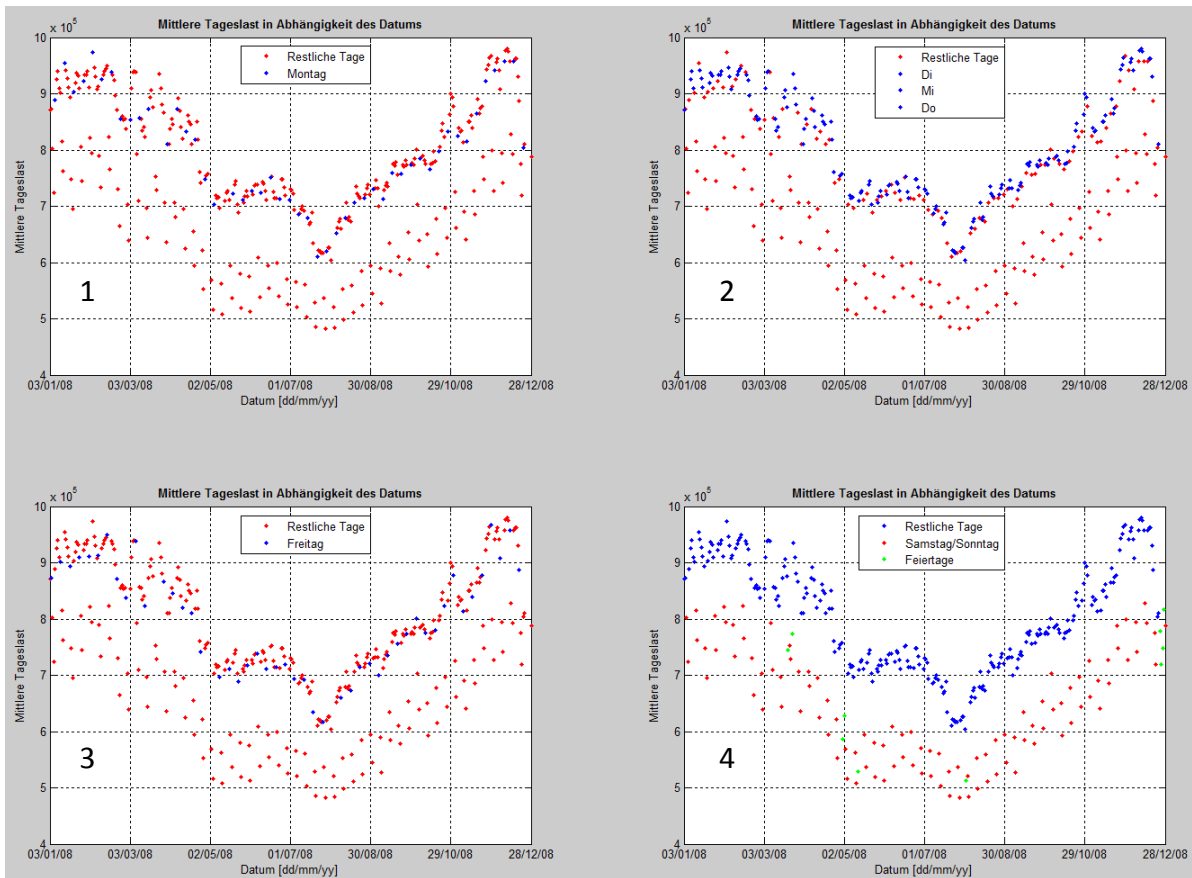 Mittlere Tageslast in Abhängigkeit des Datums
x 10^5
Restliche Tage
Montag
10
9
8
7
6
5
4
Mittlere Tageslast
1
03/01/08 03/03/08 02/05/08 01/07/08 30/08/08 29/10/08 28/12/08
Datum [dd/mm/yy]
Mittlere Tageslast in Abhängigkeit des Datums
x 10^5
Restliche Tage
Di
Mi
Do
10
9
8
7
6
5
4
Mittlere Tageslast
2
03/01/08 03/03/08 02/05/08 01/07/08 30/08/08 29/10/08 28/12/08
Datum [dd/mm/yy]
Mittlere Tageslast in Abhängigkeit des Datums
x 10^5
Restliche Tage
Freitag
10
9
8
7
6
5
4
Mittlere Tageslast
3
03/01/08 03/03/08 02/05/08 01/07/08 30/08/08 29/10/08 28/12/08
Datum [dd/mm/yy]
Mittlere Tageslast in Abhängigkeit des Datums
x 10^5
Restliche Tage
Samstag/Sonntag
Feiertage
10
9
8
7
6
5
4
Mittlere Tageslast
4
03/01/08 03/03/08 02/05/08 01/07/08 30/08/08 29/10/08 28/12/08
Datum [dd/mm/yy]